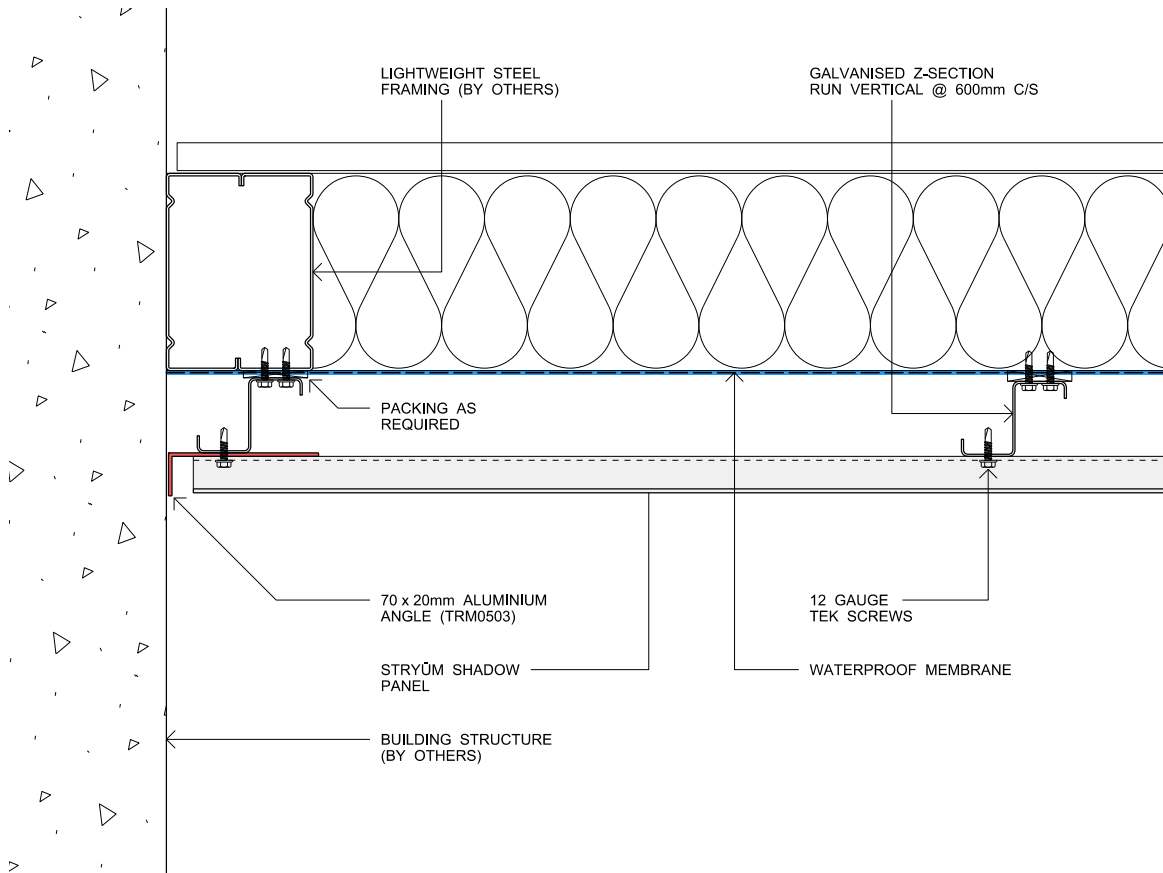 LIGHTWEIGHT STEEL
FRAMING (BY OTHERS)
GALVANISED Z-SECTION
RUN VERTICAL @ 600mm C/S
PACKING AS
REQUIRED
70 x 20mm ALUMINIUM
ANGLE (TRM0503)
12 GAUGE
TEK SCREWS
STRYŪM SHADOW
PANEL
WATERPROOF MEMBRANE
BUILDING STRUCTURE
(BY OTHERS)